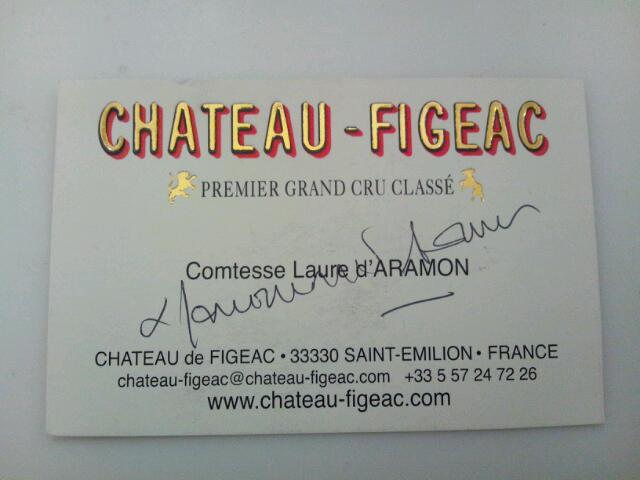 CHATEAU - FIGEAC
PREMIER GRAND CRU CLASSÉ
Comtesse Laure d'ARAMON
CHATEAU de FIGEAC • 33330 SAINT-EMILION • FRANCE
chateau-figeac@chateau-figeac.com +33 5 57 24 72 26
www.chateau-figeac.com